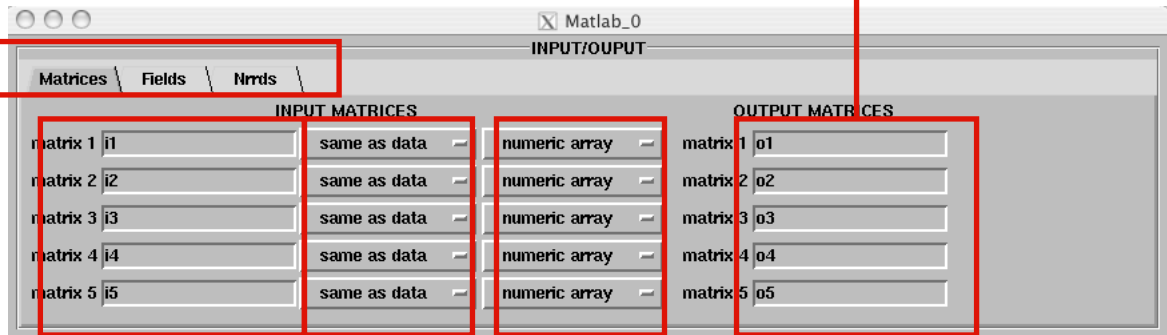 Matlab_0
INPUT/OUPUT
Matrices Fields Nrrds
INPUT MATRICES OUTPUT MATRICES
matrix 1 i1 same as data numeric array matrix 1 o1
matrix 2 i2 same as data numeric array matrix 2 o2
matrix 3 i3 same as data numeric array matrix 3 o3
matrix 4 i4 same as data numeric array matrix 4 o4
matrix 5 i5 same as data numeric array matrix 5 o5